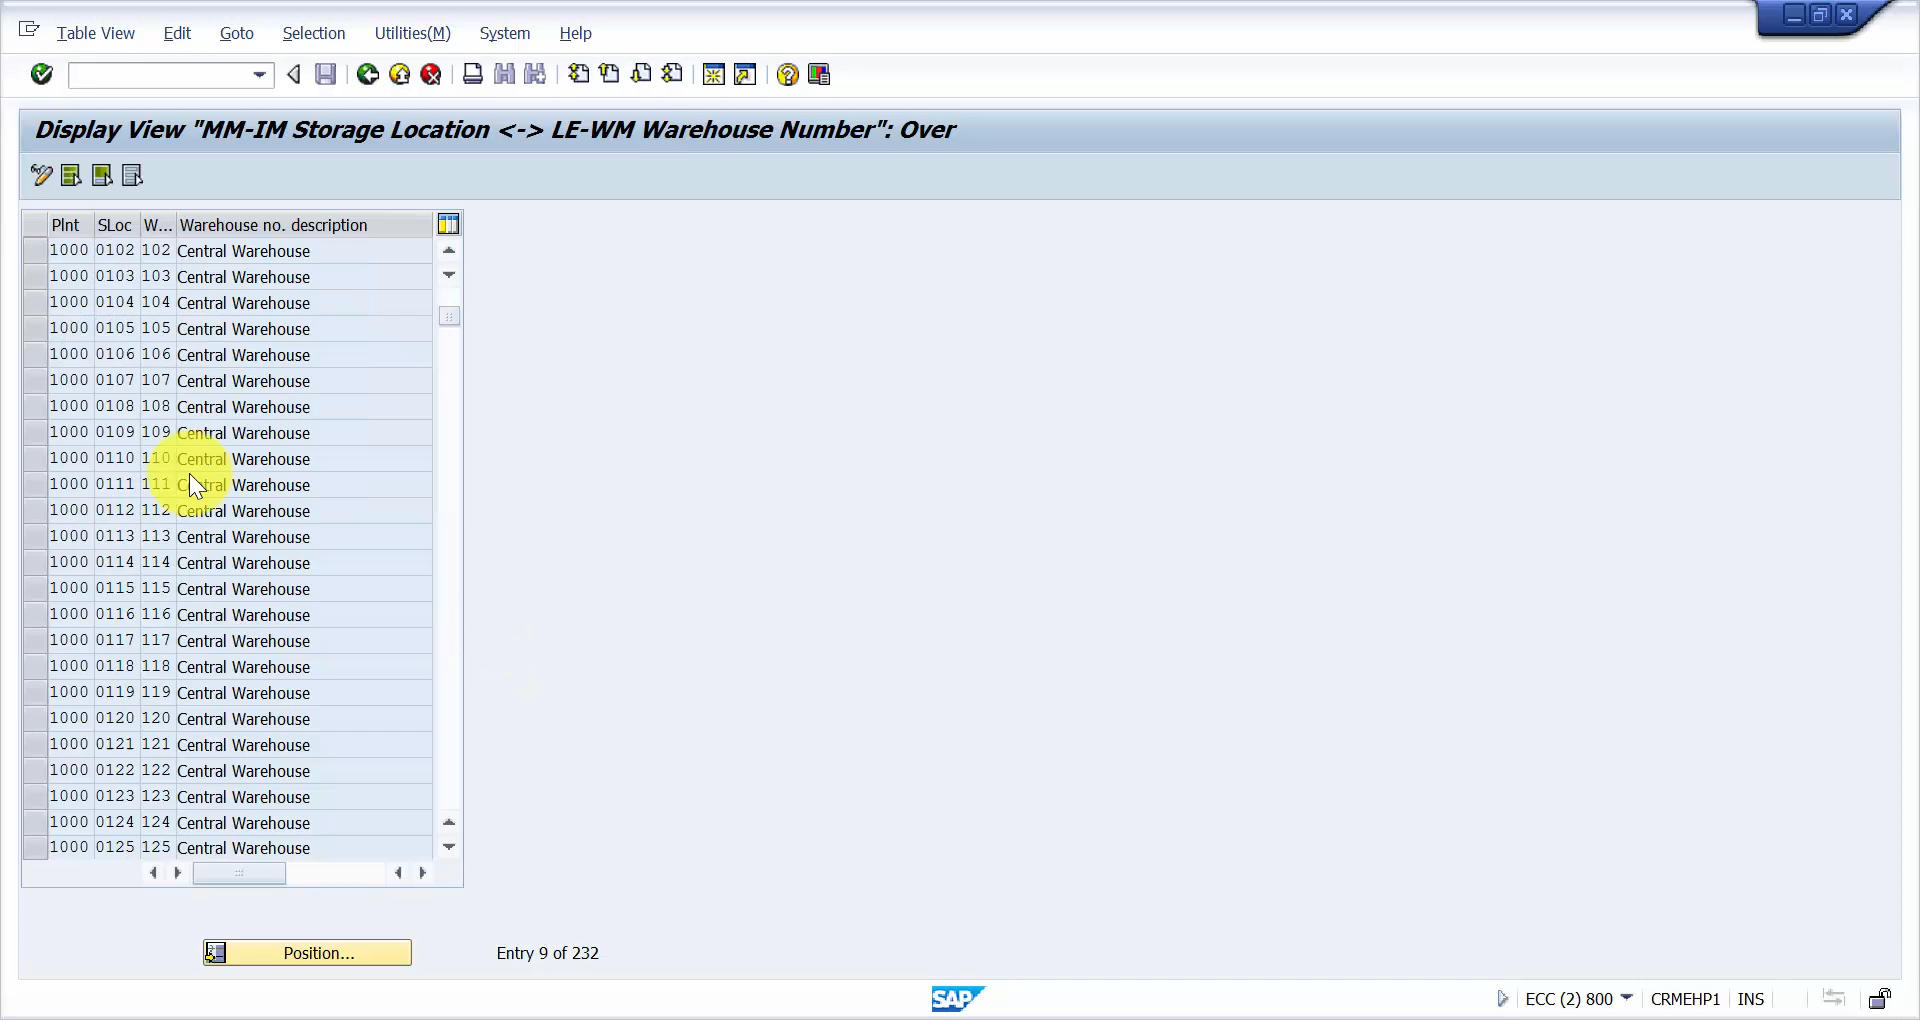 Table View Edit Goto Selection Utilities(M) System Help
Display View "MM-IM Storage Location <-> LE-WM Warehouse Number": Over
Plnt SLoc W... Warehouse no. description
1000 0102 102 Central Warehouse
1000 0103 103 Central Warehouse
1000 0104 104 Central Warehouse
1000 0105 105 Central Warehouse
1000 0106 106 Central Warehouse
1000 0107 107 Central Warehouse
1000 0108 108 Central Warehouse
1000 0109 109 Central Warehouse
1000 0110 110 Central Warehouse
1000 0111 111 Central Warehouse
1000 0112 112 Central Warehouse
1000 0113 113 Central Warehouse
1000 0114 114 Central Warehouse
1000 0115 115 Central Warehouse
1000 0116 116 Central Warehouse
1000 0117 117 Central Warehouse
1000 0118 118 Central Warehouse
1000 0119 119 Central Warehouse
1000 0120 120 Central Warehouse
1000 0121 121 Central Warehouse
1000 0122 122 Central Warehouse
1000 0123 123 Central Warehouse
1000 0124 124 Central Warehouse
1000 0125 125 Central Warehouse
Position... Entry 9 of 232
SAP ECC (2) 800 CRMEHP1 INS